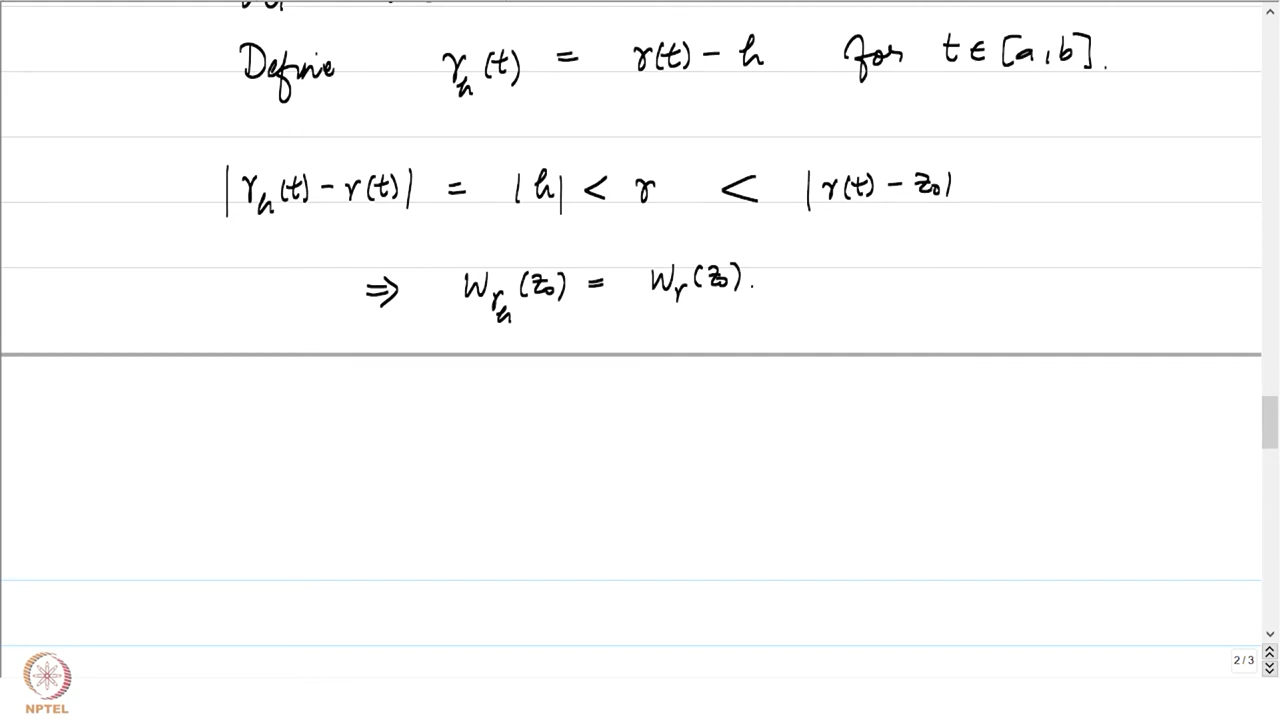 Define γ_h(t) = γ(t) - h for t ∈ [a, b].
|γ_h(t) - γ(t)| = |h| < r < |γ(t) - z₀|
⇒ W_{γ_h}(z₀) = W_γ(z₀).
2 / 3
NPTEL